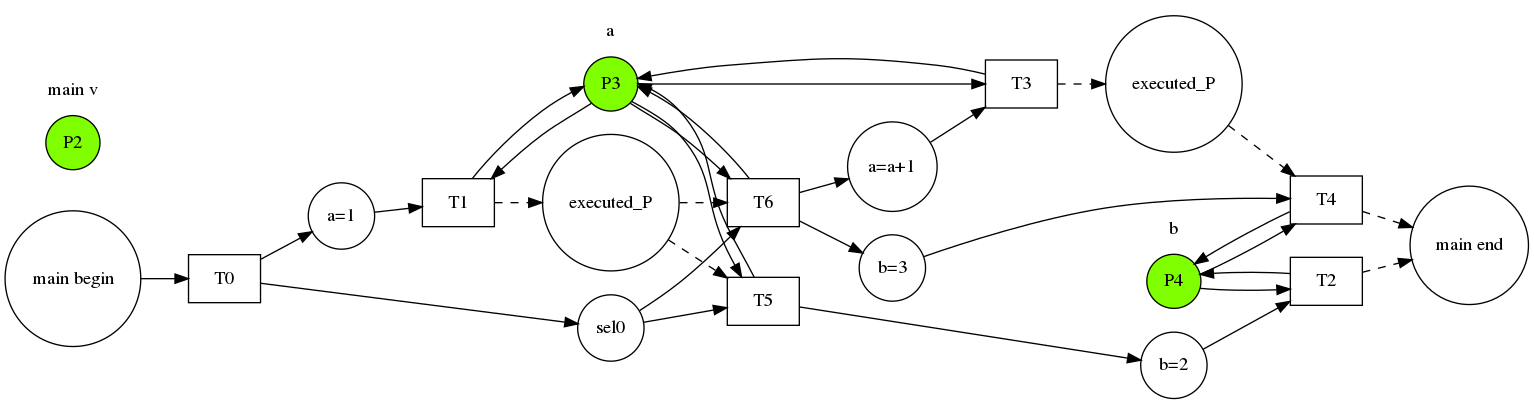 main v
P2
main begin
T0
a=1
T1
a
P3
executed_P
sel0
T6
T5
a=a+1
b=3
T3
executed_P
b
P4
b=2
T4
T2
main end